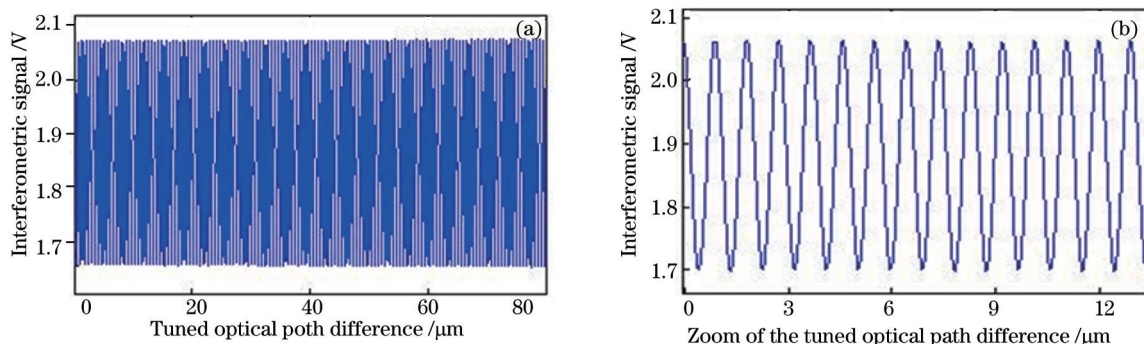 (a)
Interferometric signal /V
2.1
2.0
1.9
1.8
1.7
0 20 40 60 80
Tuned optical poth difference /μm
(b)
Interferometric signal /V
2.1
2.0
1.9
1.8
1.7
0 3 6 9 12
Zoom of the tuned optical path difference /μm